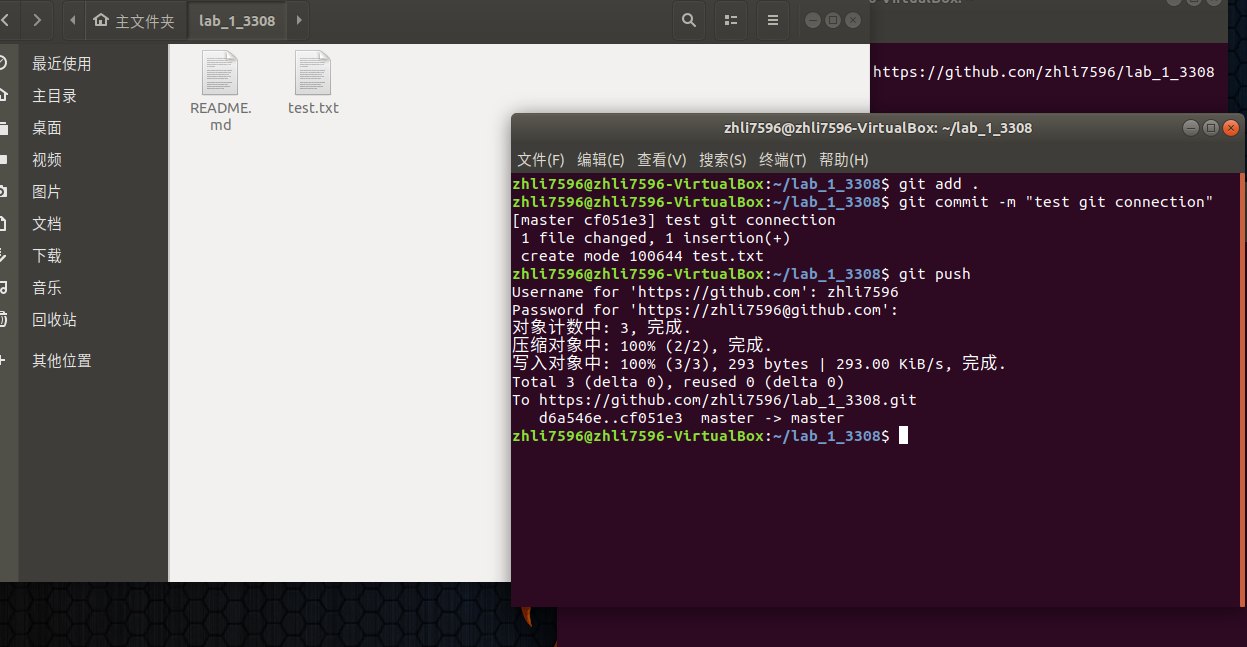 主文件夹
lab_1_3308
最近使用
主目录
桌面
视频
图片
文档
下载
音乐
回收站
其他位置
README.
md
test.txt
https://github.com/zhli7596/lab_1_3308
zhli7596@zhli7596-VirtualBox: ~/lab_1_3308
文件(F) 编辑(E) 查看(V) 搜索(S) 终端(T) 帮助(H)
zhli7596@zhli7596-VirtualBox:~/lab_1_3308$ git add .
zhli7596@zhli7596-VirtualBox:~/lab_1_3308$ git commit -m "test git connection"
[master cf051e3] test git connection
 1 file changed, 1 insertion(+)
 create mode 100644 test.txt
zhli7596@zhli7596-VirtualBox:~/lab_1_3308$ git push
Username for 'https://github.com': zhli7596
Password for 'https://zhli7596@github.com':
对象计数中: 3, 完成.
压缩对象中: 100% (2/2), 完成.
写入对象中: 100% (3/3), 293 bytes | 293.00 KiB/s, 完成.
Total 3 (delta 0), reused 0 (delta 0)
To https://github.com/zhli7596/lab_1_3308.git
   d6a546e..cf051e3  master -> master
zhli7596@zhli7596-VirtualBox:~/lab_1_3308$